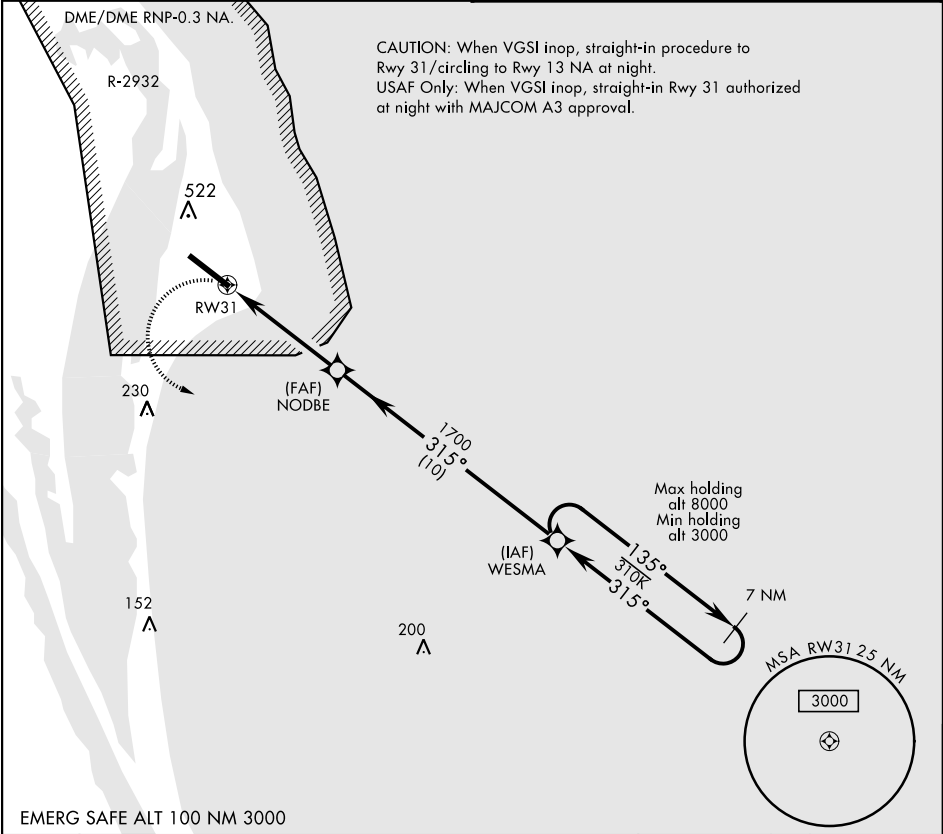 DME/DME RNP-0.3 NA.
CAUTION: When VGSI inop, straight-in procedure to
Rwy 31/circling to Rwy 13 NA at night.
USAF Only: When VGSI inop, straight-in Rwy 31 authorized
at night with MAJCOM A3 approval.
R-2932
522
RW31
230
(FAF)
NODBE
1700
315°
(10)
Max holding
alt 8000
Min holding
alt 3000
(IAF)
WESMA
135°
310K
315°
7 NM
152
200
MSA RW31 25 NM
3000
EMERG SAFE ALT 100 NM 3000